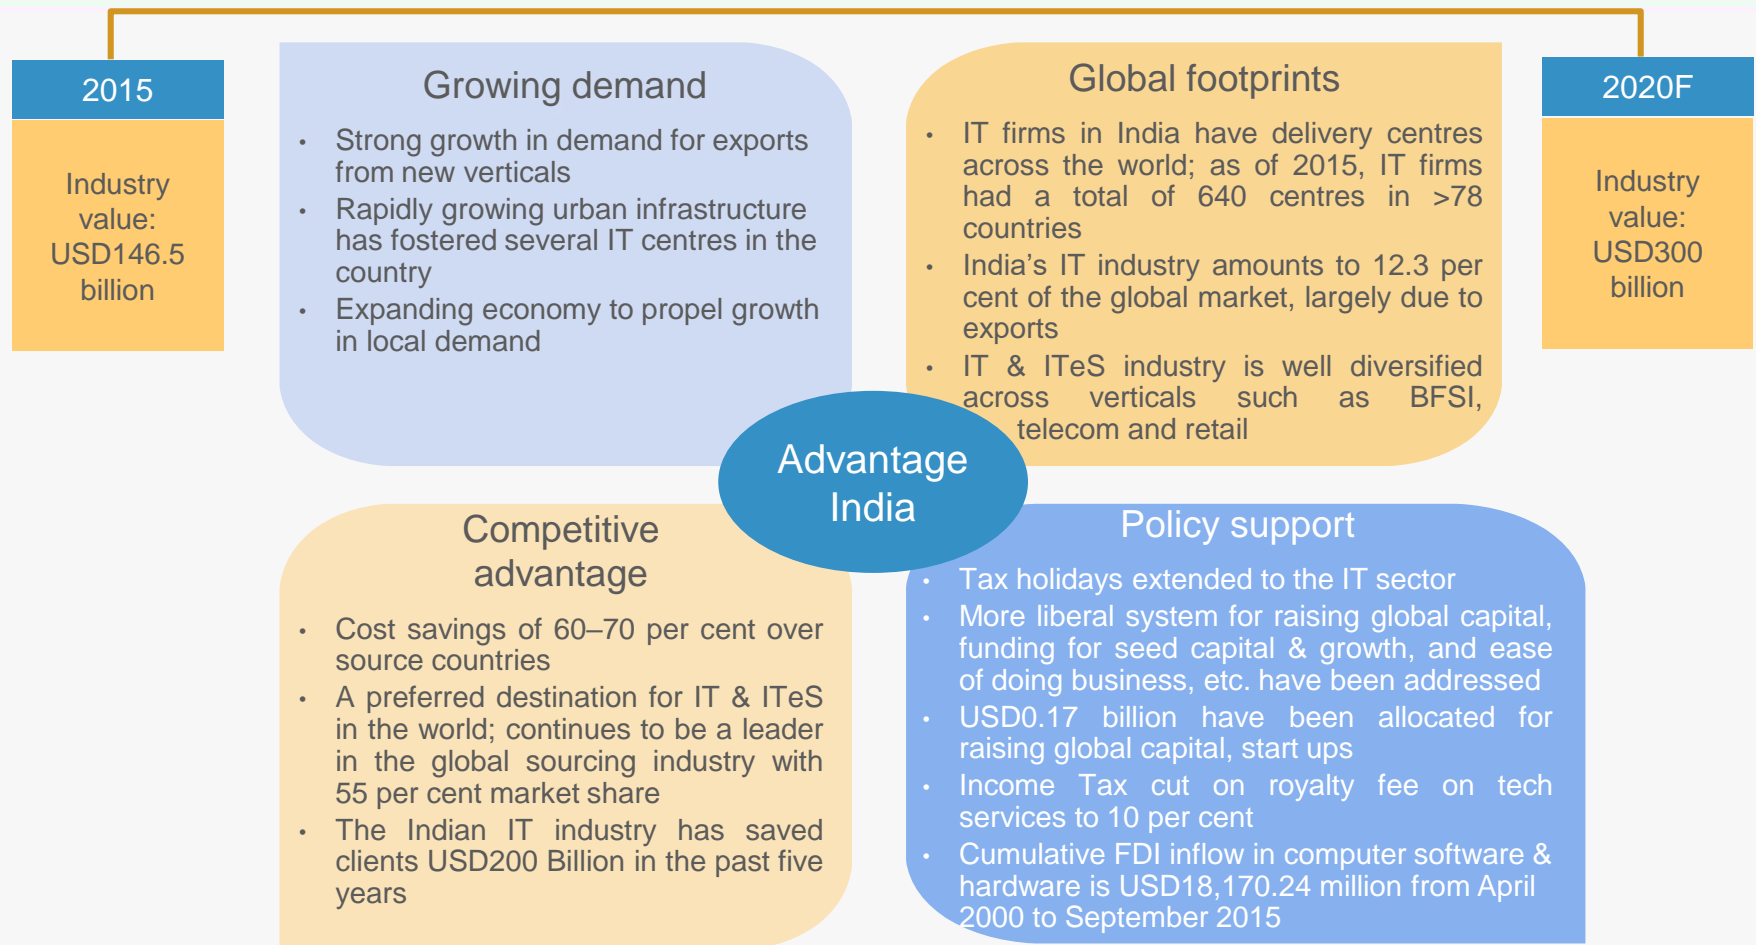 2015
Industry
value:
USD146.5
billion
Growing demand
• Strong growth in demand for exports
from new verticals
• Rapidly growing urban infrastructure
has fostered several IT centres in the
country
• Expanding economy to propel growth
in local demand
Global footprints
• IT firms in India have delivery centres
across the world; as of 2015, IT firms
had a total of 640 centres in >78
countries
• India’s IT industry amounts to 12.3 per
cent of the global market, largely due to
exports
• IT & ITeS industry is well diversified
across verticals such as BFSI,
telecom and retail
2020F
Industry
value:
USD300
billion
Advantage
India
Competitive
advantage
• Cost savings of 60–70 per cent over
source countries
• A preferred destination for IT & ITeS
in the world; continues to be a leader
in the global sourcing industry with
55 per cent market share
• The Indian IT industry has saved
clients USD200 Billion in the past five
years
Policy support
• Tax holidays extended to the IT sector
• More liberal system for raising global capital,
funding for seed capital & growth, and ease
of doing business, etc. have been addressed
• USD0.17 billion have been allocated for
raising global capital, start ups
• Income Tax cut on royalty fee on tech
services to 10 per cent
• Cumulative FDI inflow in computer software &
hardware is USD18,170.24 million from April
2000 to September 2015